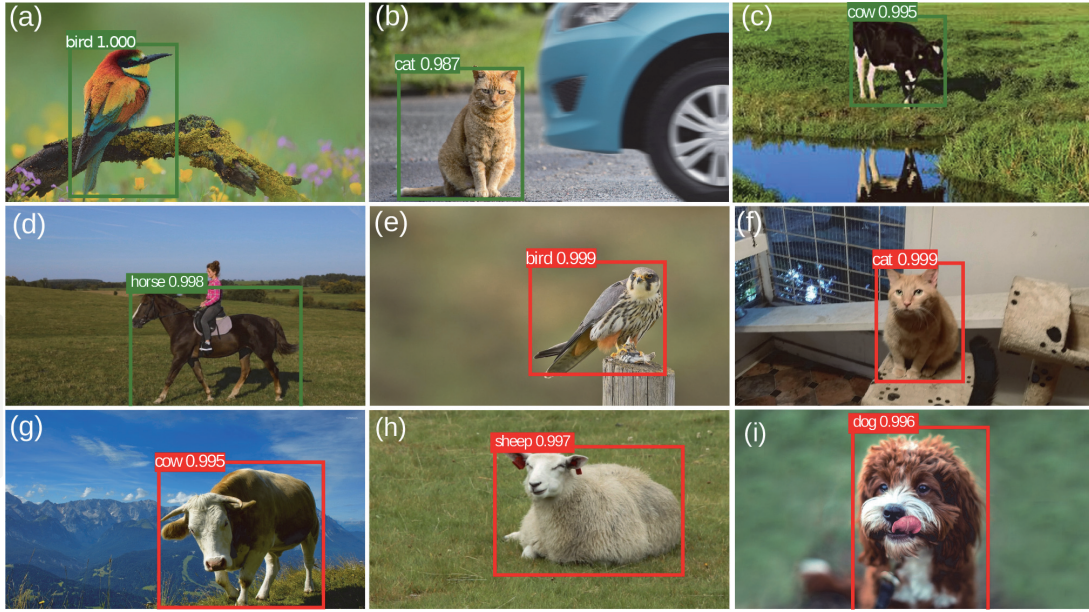 (a)
bird 1.000
(b)
cat 0.987
(c)
cow 0.995
(d)
horse 0.998
(e)
bird 0.999
(f)
cat 0.999
(g)
cow 0.995
(h)
sheep 0.997
(i)
dog 0.996